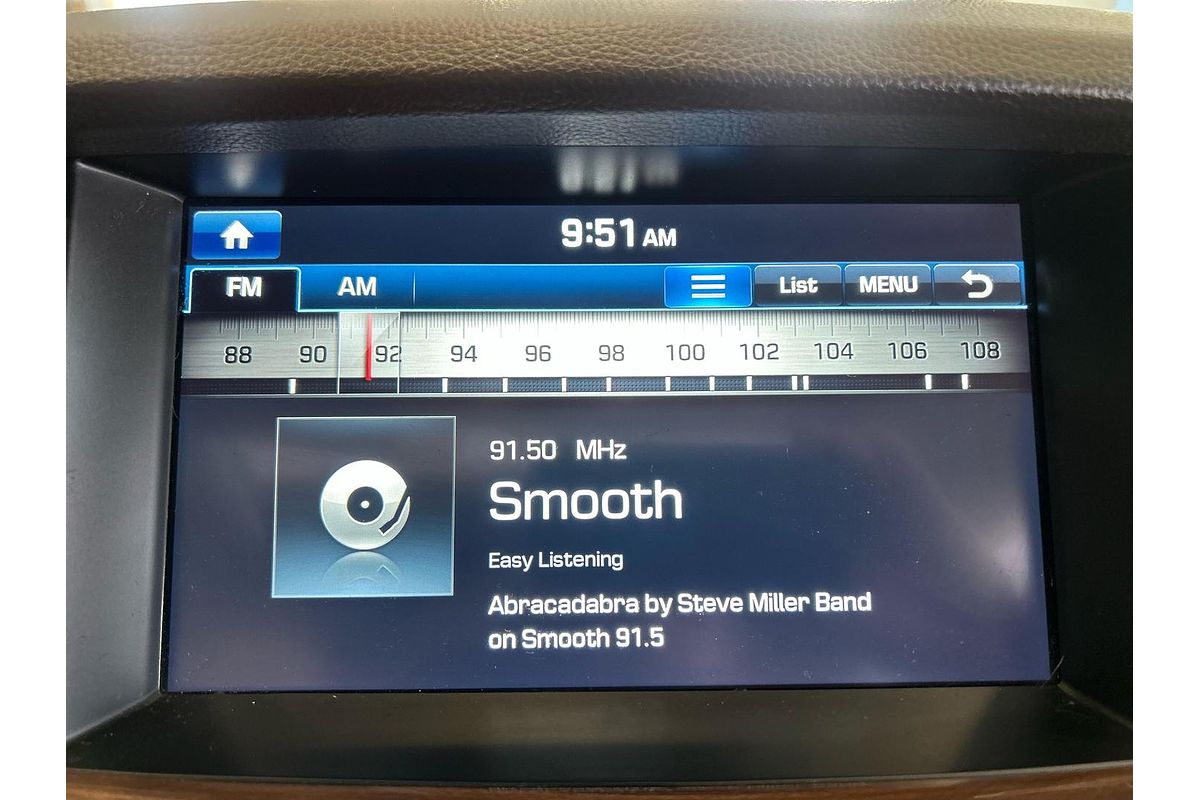 9:51 AM
FM AM List MENU
88 90 92 94 96 98 100 102 104 106 108
91.50 MHz
Smooth
Easy Listening
Abracadabra by Steve Miller Band
on Smooth 91.5